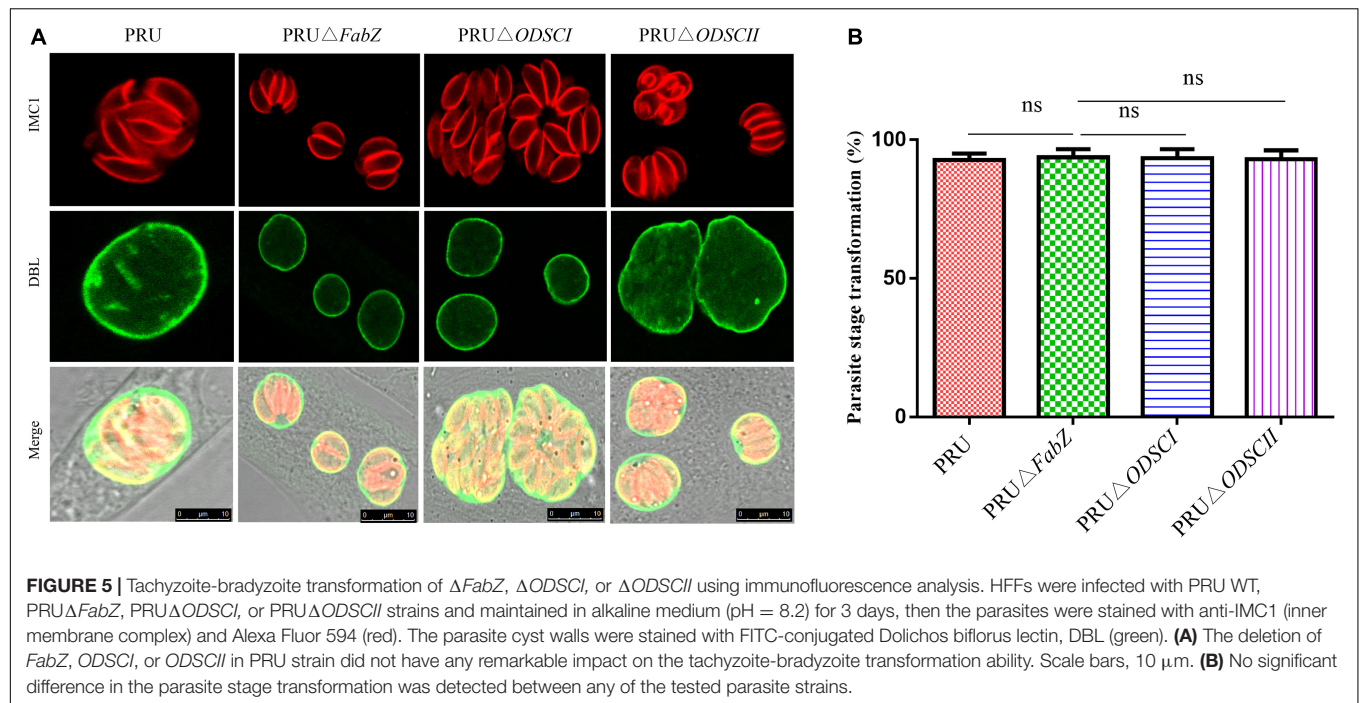 A
PRU
PRU△FabZ
PRU△ODSCI
PRU△ODSCII
IMC1
DBL
Merge
0 μm 10
0 μm 10
0 μm 10
0 μm 10
B
ns
ns
ns
Parasite stage transformation (%)
100
50
0
PRU
PRU△FabZ
PRU△ODSCI
PRU△ODSCII
FIGURE 5 | Tachyzoite-bradyzoite transformation of ΔFabZ, ΔODSCI, or ΔODSCII using immunofluorescence analysis. HFFs were infected with PRU WT,
PRUΔFabZ, PRUΔODSCI, or PRUΔODSCII strains and maintained in alkaline medium (pH = 8.2) for 3 days, then the parasites were stained with anti-IMC1 (inner
membrane complex) and Alexa Fluor 594 (red). The parasite cyst walls were stained with FITC-conjugated Dolichos biflorus lectin, DBL (green). (A) The deletion of
FabZ, ODSCI, or ODSCII in PRU strain did not have any remarkable impact on the tachyzoite-bradyzoite transformation ability. Scale bars, 10 μm. (B) No significant
difference in the parasite stage transformation was detected between any of the tested parasite strains.